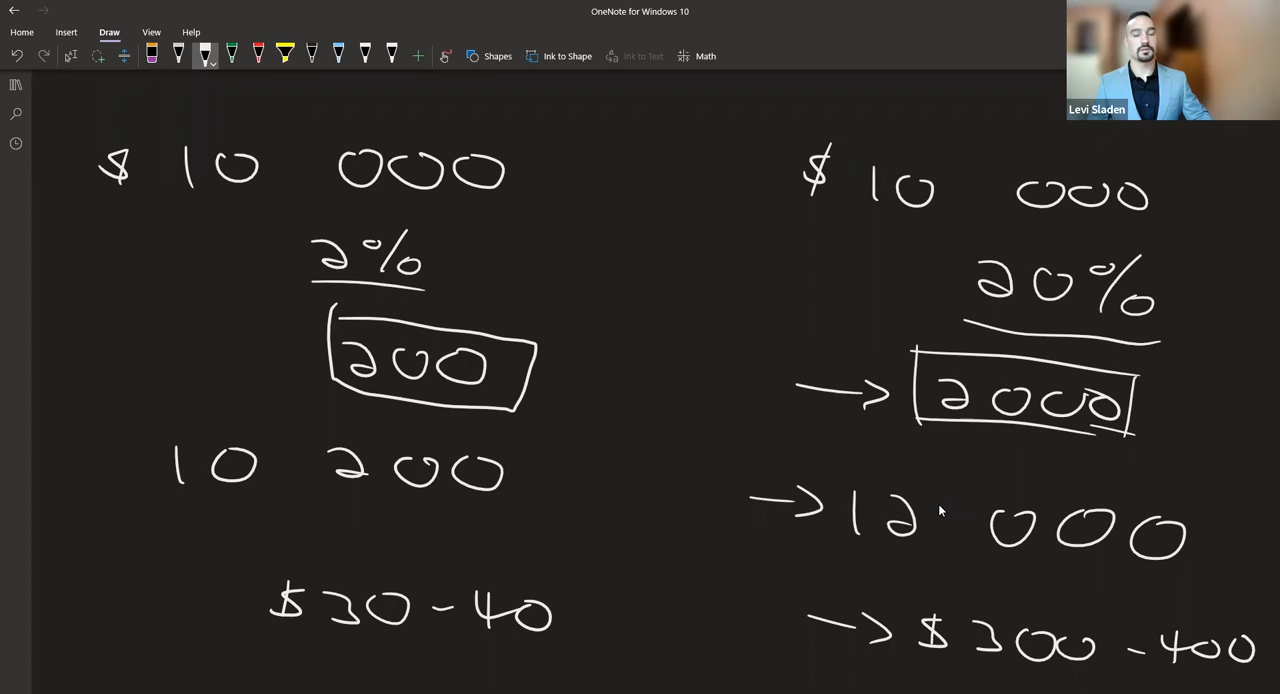 OneNote for Windows 10
Home Insert Draw View Help
Shapes Ink to Shape Ink to Text Math
Levi Sladen
$ 10 000
2%
200
10 200
$30-40
$ 10 000
20%
→ 2000
→ 12 000
→ $300-400